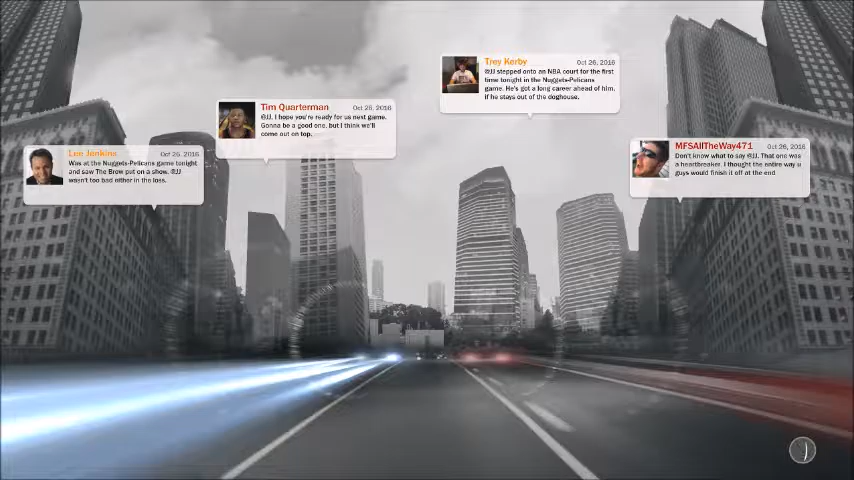 Lee Jenkins Oct 26, 2016
Was at the Nuggets-Pelicans game tonight
and saw The Brow put on a show. @JJ
wasn't too bad either in the loss.
Tim Quarterman Oct 26, 2016
@JJ, I hope you're ready for us next game.
Gonna be a good one, but I think we'll
come out on top.
Trey Kerby Oct 26, 2016
@JJ stepped onto an NBA court for the first
time tonight in the Nuggets-Pelicans
game. He's got a long career ahead of him,
if he stays out of the doghouse.
MFSAllTheWay471 Oct 26, 2016
Don't know what to say @JJ. That one was
a heartbreaker. I thought the entire way u
guys would finish it off at the end